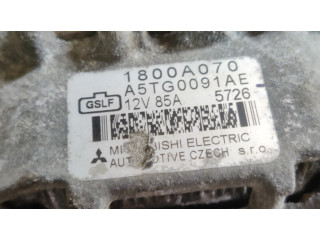 1800A070
GSLF
A5TG0091AE
12V 85A 5726
MITSUBISHI ELECTRIC
AUTOMOTIVE CZECH s.r.o.